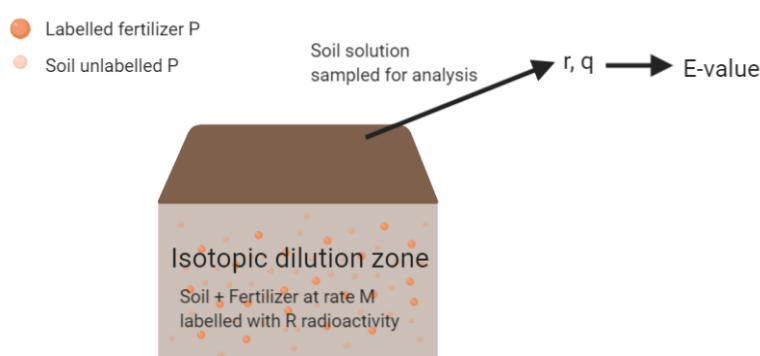 Labelled fertilizer P
Soil unlabelled P
Soil solution
sampled for analysis
r, q
E-value
Isotopic dilution zone
Soil + Fertilizer at rate M
labelled with R radioactivity